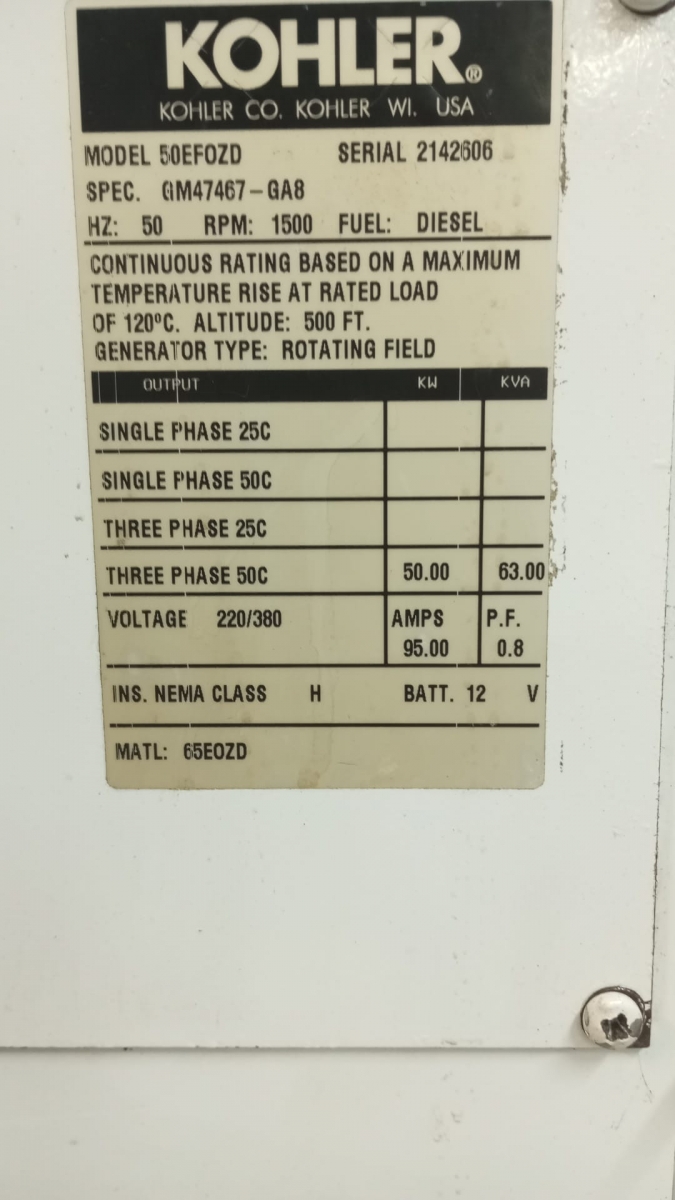 KOHLER®
KOHLER CO. KOHLER WI. USA
MODEL 50EFOZD SERIAL 2142606
SPEC. GM47467-GA8
HZ: 50 RPM: 1500 FUEL: DIESEL
CONTINUOUS RATING BASED ON A MAXIMUM
TEMPERATURE RISE AT RATED LOAD
OF 120ºC. ALTITUDE: 500 FT.
GENERATOR TYPE: ROTATING FIELD
OUTPUT KW KVA
SINGLE PHASE 25C
SINGLE PHASE 50C
THREE PHASE 25C
THREE PHASE 50C 50.00 63.00
VOLTAGE 220/380 AMPS P.F.
95.00 0.8
INS. NEMA CLASS H BATT. 12 V
MATL: 65EOZD